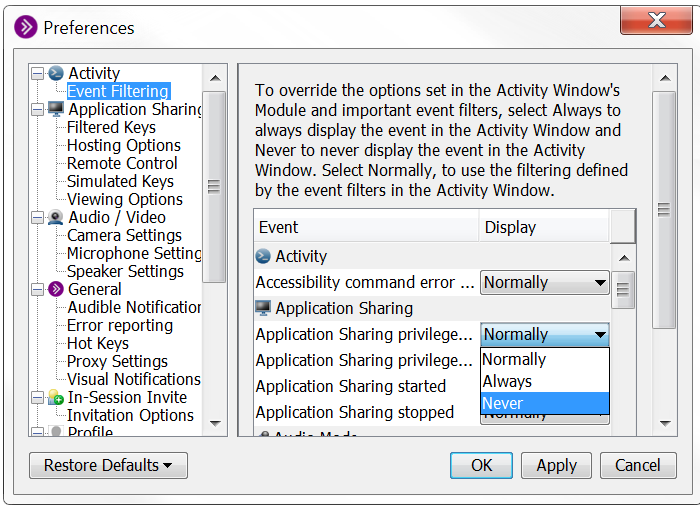 Preferences
Activity
Event Filtering
Application Sharing
Filtered Keys
Hosting Options
Remote Control
Simulated Keys
Viewing Options
Audio / Video
Camera Settings
Microphone Setting
Speaker Settings
General
Audible Notification
Error reporting
Hot Keys
Proxy Settings
Visual Notifications
In-Session Invite
Invitation Options
Profile
To override the options set in the Activity Window's
Module and important event filters, select Always to
always display the event in the Activity Window and
Never to never display the event in the Activity
Window. Select Normally, to use the filtering defined
by the event filters in the Activity Window.
Event Display
Activity
Accessibility command error ... Normally
Application Sharing
Application Sharing privilege... Normally
Application Sharing privilege... Normally
Application Sharing started Always
Application Sharing stopped Never Normally
Audio Mode
Restore Defaults
OK Apply Cancel